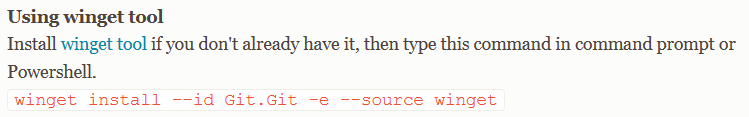 Using winget tool
Install winget tool if you don't already have it, then type this command in command prompt or
Powershell.
winget install --id Git.Git -e --source winget